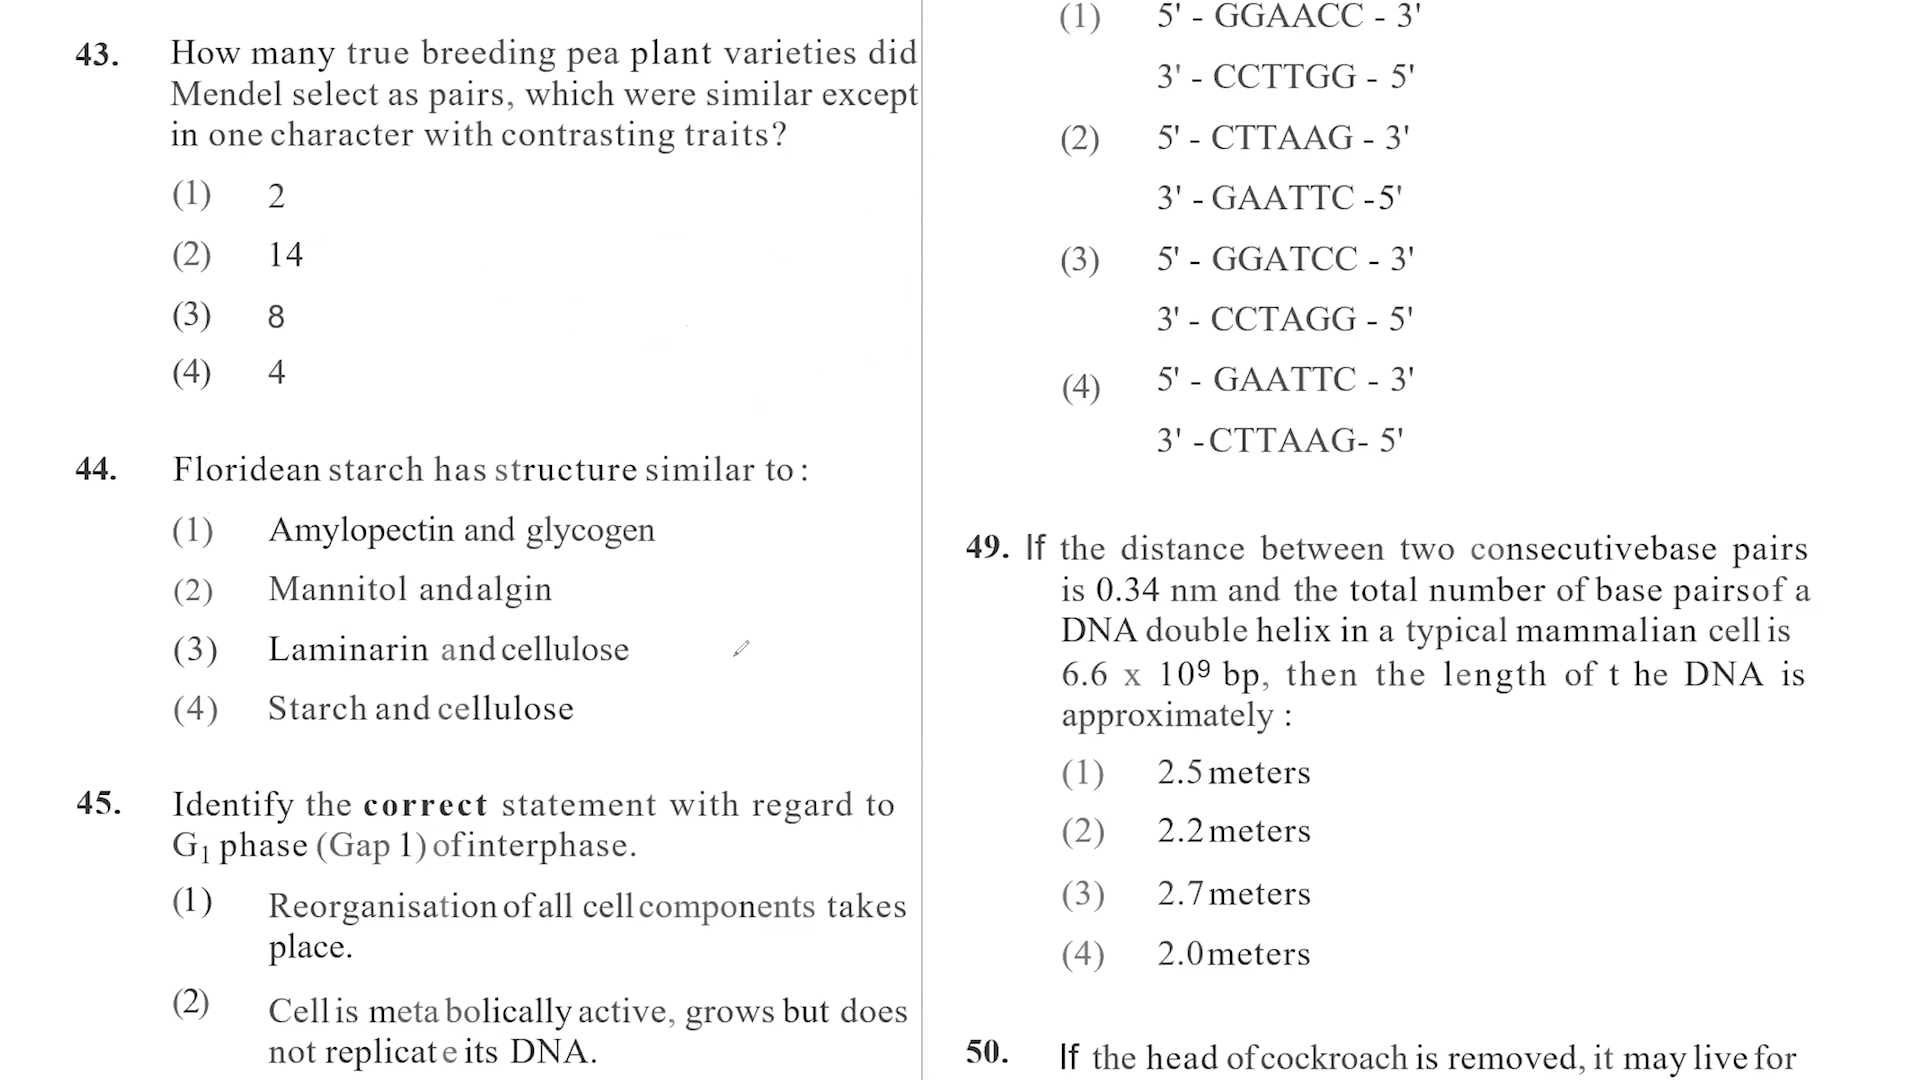 43. How many true breeding pea plant varieties did
Mendel select as pairs, which were similar except
in one character with contrasting traits?
(1) 2
(2) 14
(3) 8
(4) 4
44. Floridean starch has structure similar to :
(1) Amylopectin and glycogen
(2) Mannitol and algin
(3) Laminarin and cellulose
(4) Starch and cellulose
45. Identify the correct statement with regard to
G₁ phase (Gap 1) of interphase.
(1) Reorganisation of all cell components takes
place.
(2) Cell is meta bolically active, grows but does
not replicat e its DNA.
(1) 5' - GGAACC - 3'
3' - CCTTGG - 5'
(2) 5' - CTTAAG - 3'
3' - GAATTC -5'
(3) 5' - GGATCC - 3'
3' - CCTAGG - 5'
(4) 5' - GAATTC - 3'
3' -CTTAAG- 5'
49. If the distance between two consecutivebase pairs
is 0.34 nm and the total number of base pairsof a
DNA double helix in a typical mammalian cell is
6.6 x 10⁹ bp, then the length of t he DNA is
approximately :
(1) 2.5 meters
(2) 2.2 meters
(3) 2.7 meters
(4) 2.0 meters
50. If the head of cockroach is removed, it may live for